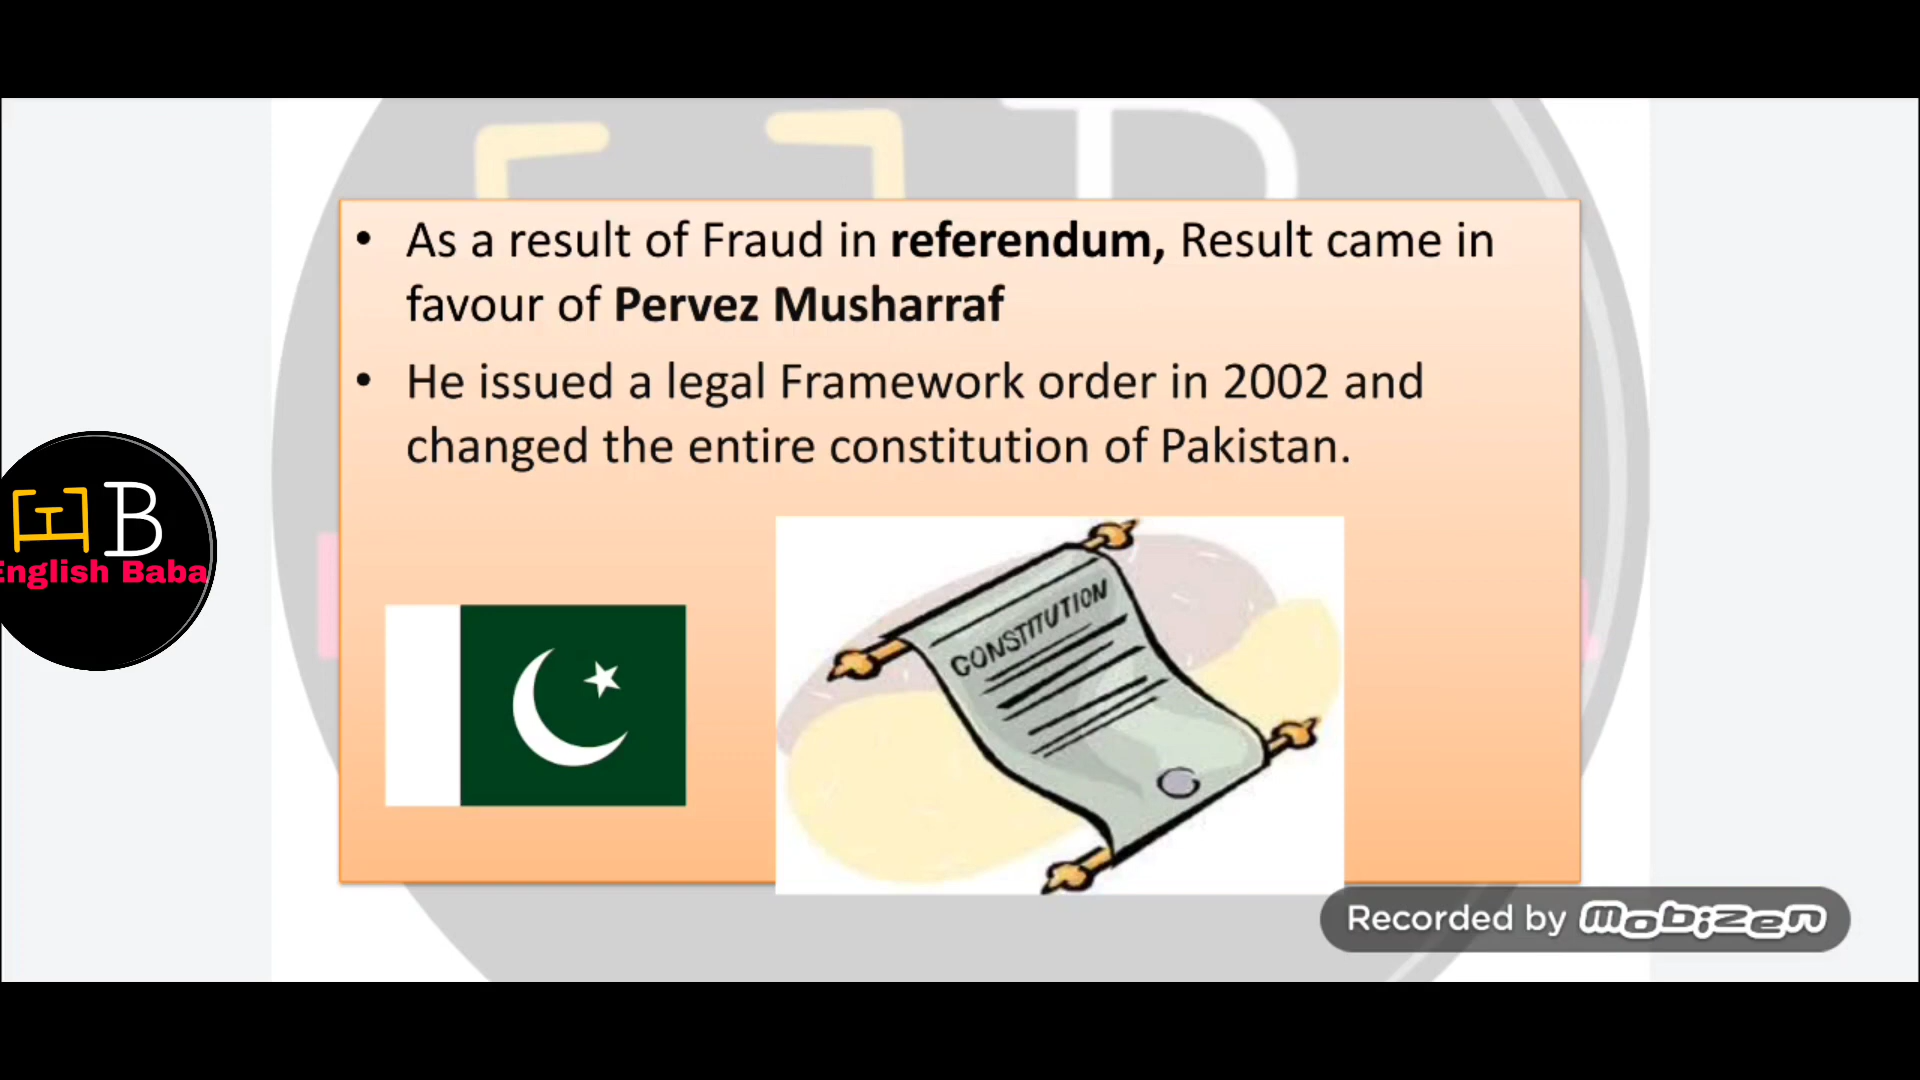 • As a result of Fraud in referendum, Result came in
favour of Pervez Musharraf
• He issued a legal Framework order in 2002 and
changed the entire constitution of Pakistan.
B
English Baba
CONSTITUTION
Recorded by mobizen